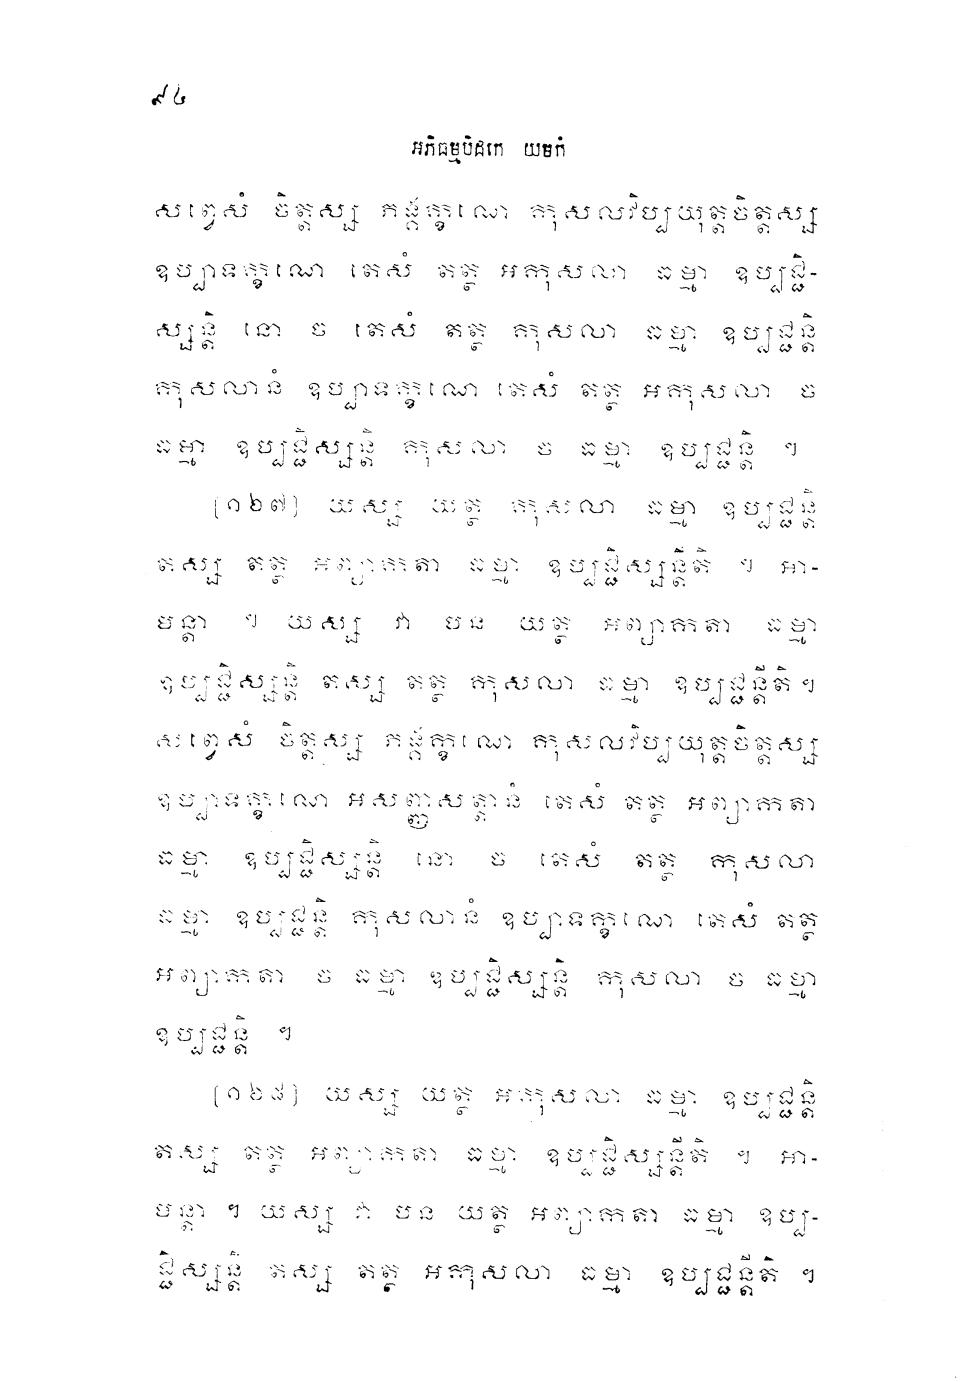 ៩៤
អភិធម្មបិដកេ យមកំ
សព្វេសំ ចិត្តស្ស ភង្គក្ខណេ កុសលវិប្បយុត្តចិត្តស្ស
ឧប្បាទក្ខណេ តេសំ តត្ថ អកុសលា ធម្មា ឧប្បជ្ជិ-
ស្សន្តិ នោ ច តេសំ តត្ថ កុសលា ធម្មា ឧប្បជ្ជន្តិ
កុសលានំ ឧប្បាទក្ខណេ តេសំ តត្ថ អកុសលា ច
ធម្មា ឧប្បជ្ជិស្សន្តិ កុសលា ច ធម្មា ឧប្បជ្ជន្តិ ។
[១២៧] យស្ស យត្ថ កុសលា ធម្មា ឧប្បជ្ជន្តិ
តស្ស តត្ថ អព្យាកតា ធម្មា ឧប្បជ្ជិស្សន្តីតិ ។ អា-
មន្តា ។ យស្ស វា បន យត្ថ អព្យាកតា ធម្មា
ឧប្បជ្ជិស្សន្តិ តស្ស តត្ថ កុសលា ធម្មា ឧប្បជ្ជន្តីតិ ។
សព្វេសំ ចិត្តស្ស ភង្គក្ខណេ កុសលវិប្បយុត្តចិត្តស្ស
ឧប្បាទក្ខណេ អសញ្ញសត្តានំ តេសំ តត្ថ អព្យាកតា
ធម្មា ឧប្បជ្ជិស្សន្តិ នោ ច តេសំ តត្ថ កុសលា
ធម្មា ឧប្បជ្ជន្តិ កុសលានំ ឧប្បាទក្ខណេ តេសំ តត្ថ
អព្យាកតា ច ធម្មា ឧប្បជ្ជិស្សន្តិ កុសលា ច ធម្មា
ឧប្បជ្ជន្តិ ។
[១២៨] យស្ស យត្ថ អកុសលា ធម្មា ឧប្បជ្ជន្តិ
តស្ស តត្ថ អព្យាកតា ធម្មា ឧប្បជ្ជិស្សន្តីតិ ។ អា-
មន្តា ។ យស្ស វា បន យត្ថ អព្យាកតា ធម្មា ឧប្ប-
ជ្ជិស្សន្តិ តស្ស តត្ថ អកុសលា ធម្មា ឧប្បជ្ជន្តីតិ ។